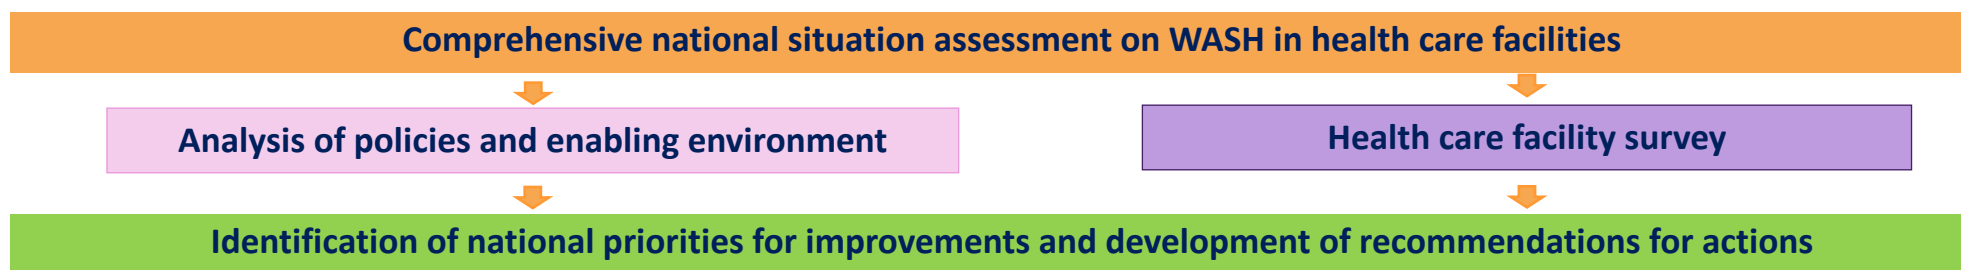 Comprehensive national situation assessment on WASH in health care facilities
Analysis of policies and enabling environment
Health care facility survey
Identification of national priorities for improvements and development of recommendations for actions